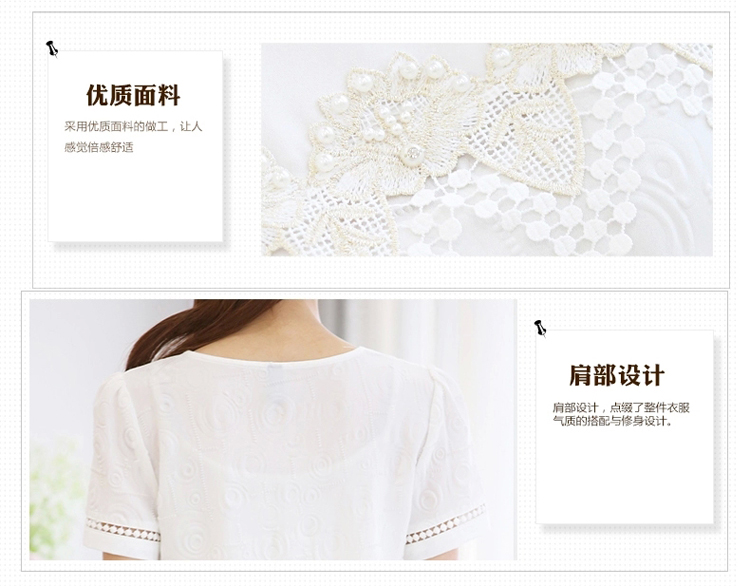 优质面料
采用优质面料的做工，让人
感觉倍感舒适
肩部设计
肩部设计，点缀了整件衣服
气质的搭配与修身设计。